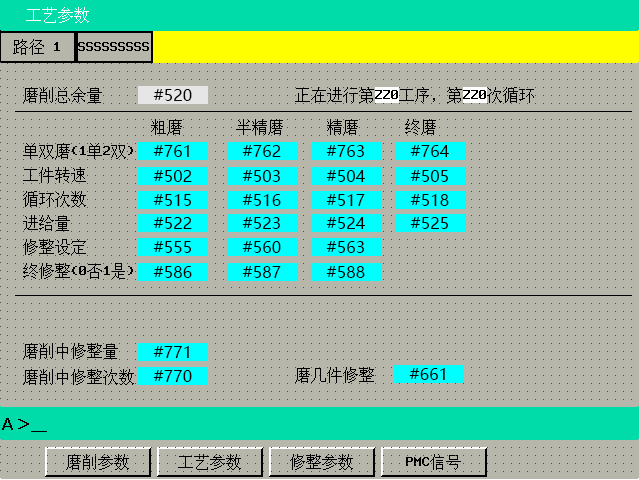 工艺参数
路径 1 SSSSSSSSS
磨削总余量 #520 正在进行第ZZ0工序，第ZZ0次循环
粗磨 半精磨 精磨 终磨
单双磨(1单2双) #761 #762 #763 #764
工件转速 #502 #503 #504 #505
循环次数 #515 #516 #517 #518
进给量 #522 #523 #524 #525
修整设定 #555 #560 #563
终修整(0否1是) #586 #587 #588
磨削中修整量 #771
磨削中修整次数 #770 磨几件修整 #661
A>_
磨削参数 工艺参数 修整参数 PMC信号